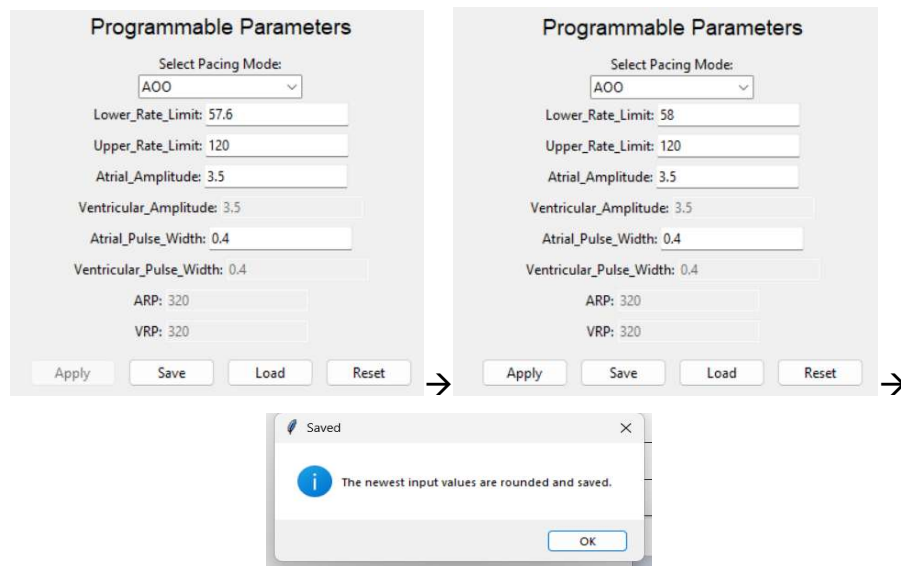 Programmable Parameters
Select Pacing Mode:
AOO
Lower_Rate_Limit: 57.6
Upper_Rate_Limit: 120
Atrial_Amplitude: 3.5
Ventricular_Amplitude: 3.5
Atrial_Pulse_Width: 0.4
Ventricular_Pulse_Width: 0.4
ARP: 320
VRP: 320
Apply Save Load Reset
→
Programmable Parameters
Select Pacing Mode:
AOO
Lower_Rate_Limit: 58
Upper_Rate_Limit: 120
Atrial_Amplitude: 3.5
Ventricular_Amplitude: 3.5
Atrial_Pulse_Width: 0.4
Ventricular_Pulse_Width: 0.4
ARP: 320
VRP: 320
Apply Save Load Reset
→
Saved
The newest input values are rounded and saved.
OK